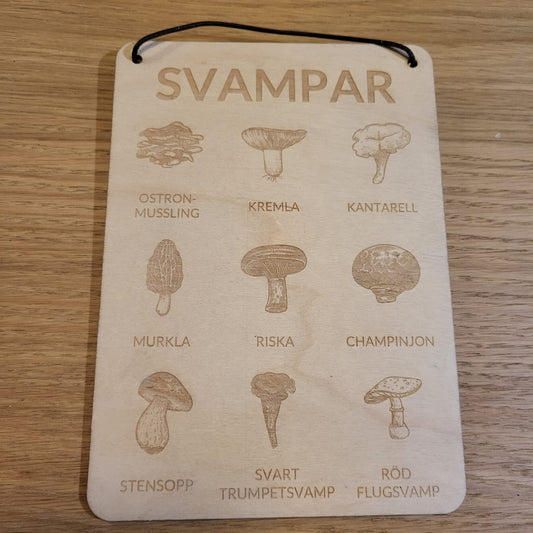 SVAMPAR
OSTRON-
MUSSLING
KREMLA
KANTARELL
MURKLA
RISKA
CHAMPINJON
STENSOPP
SVART
TRUMPETSVAMP
RÖD
FLUGSVAMP